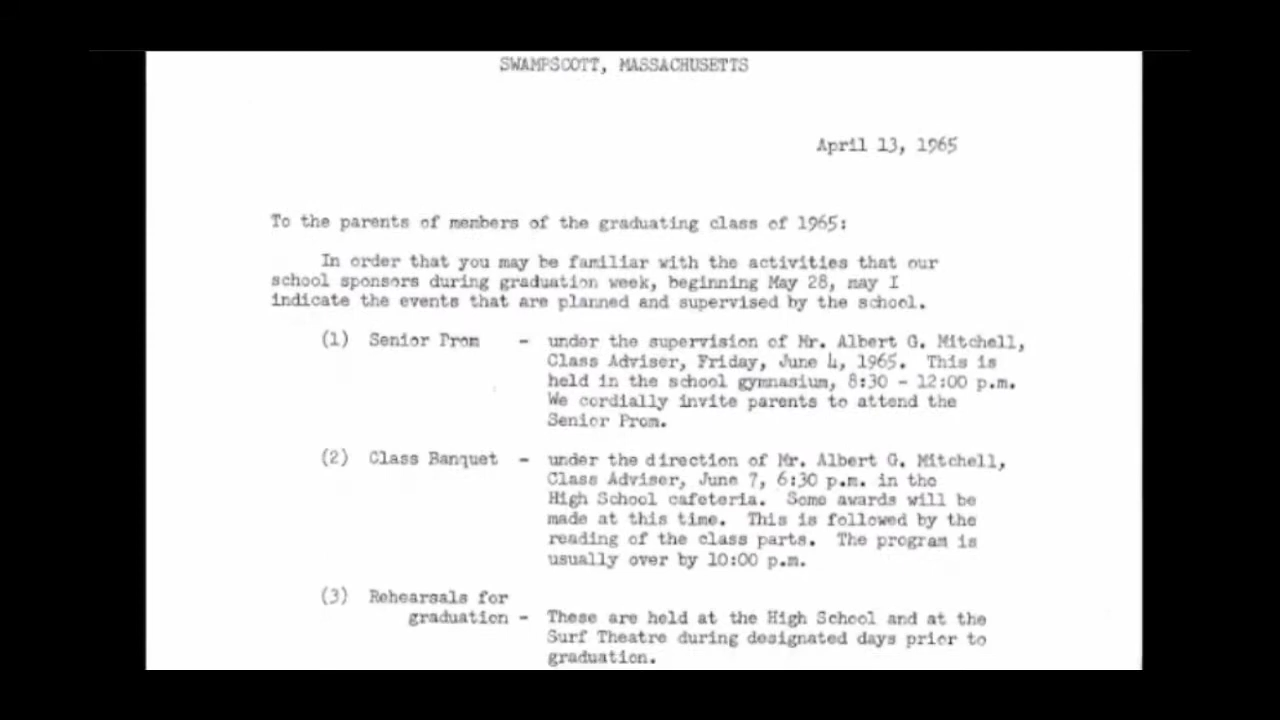 SWAMPSCOTT, MASSACHUSETTS
April 13, 1965
To the parents of members of the graduating class of 1965:
In order that you may be familiar with the activities that our
school sponsors during graduation week, beginning May 28, may I
indicate the events that are planned and supervised by the school.
(1) Senior Prom - under the supervision of Mr. Albert G. Mitchell,
Class Adviser, Friday, June 4, 1965. This is
held in the school gymnasium, 8:30 - 12:00 p.m.
We cordially invite parents to attend the
Senior Prom.
(2) Class Banquet - under the direction of Mr. Albert G. Mitchell,
Class Adviser, June 7, 6:30 p.m. in the
High School cafeteria. Some awards will be
made at this time. This is followed by the
reading of the class parts. The program is
usually over by 10:00 p.m.
(3) Rehearsals for
graduation - These are held at the High School and at the
Surf Theatre during designated days prior to
graduation.